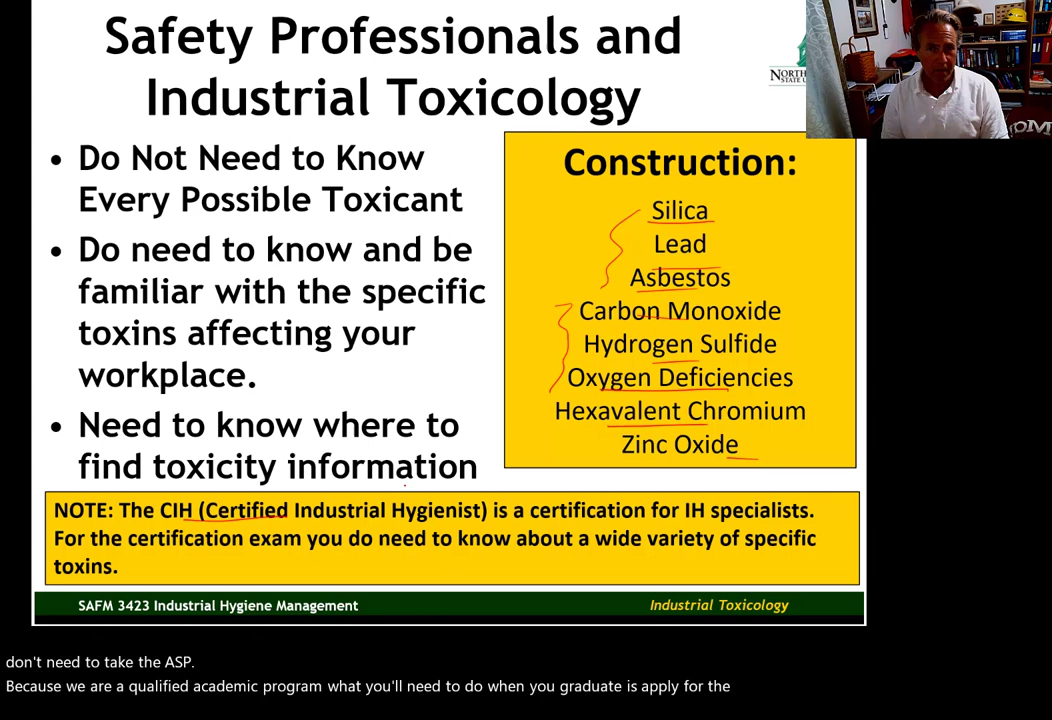 Safety Professionals and
Industrial Toxicology
NORTH
STATE U
• Do Not Need to Know
Every Possible Toxicant
• Do need to know and be
familiar with the specific
toxins affecting your
workplace.
• Need to know where to
find toxicity information
Construction:
Silica
Lead
Asbestos
Carbon Monoxide
Hydrogen Sulfide
Oxygen Deficiencies
Hexavalent Chromium
Zinc Oxide
NOTE: The CIH (Certified Industrial Hygienist) is a certification for IH specialists.
For the certification exam you do need to know about a wide variety of specific
toxins.
SAFM 3423 Industrial Hygiene Management
Industrial Toxicology
don't need to take the ASP.
Because we are a qualified academic program what you'll need to do when you graduate is apply for the